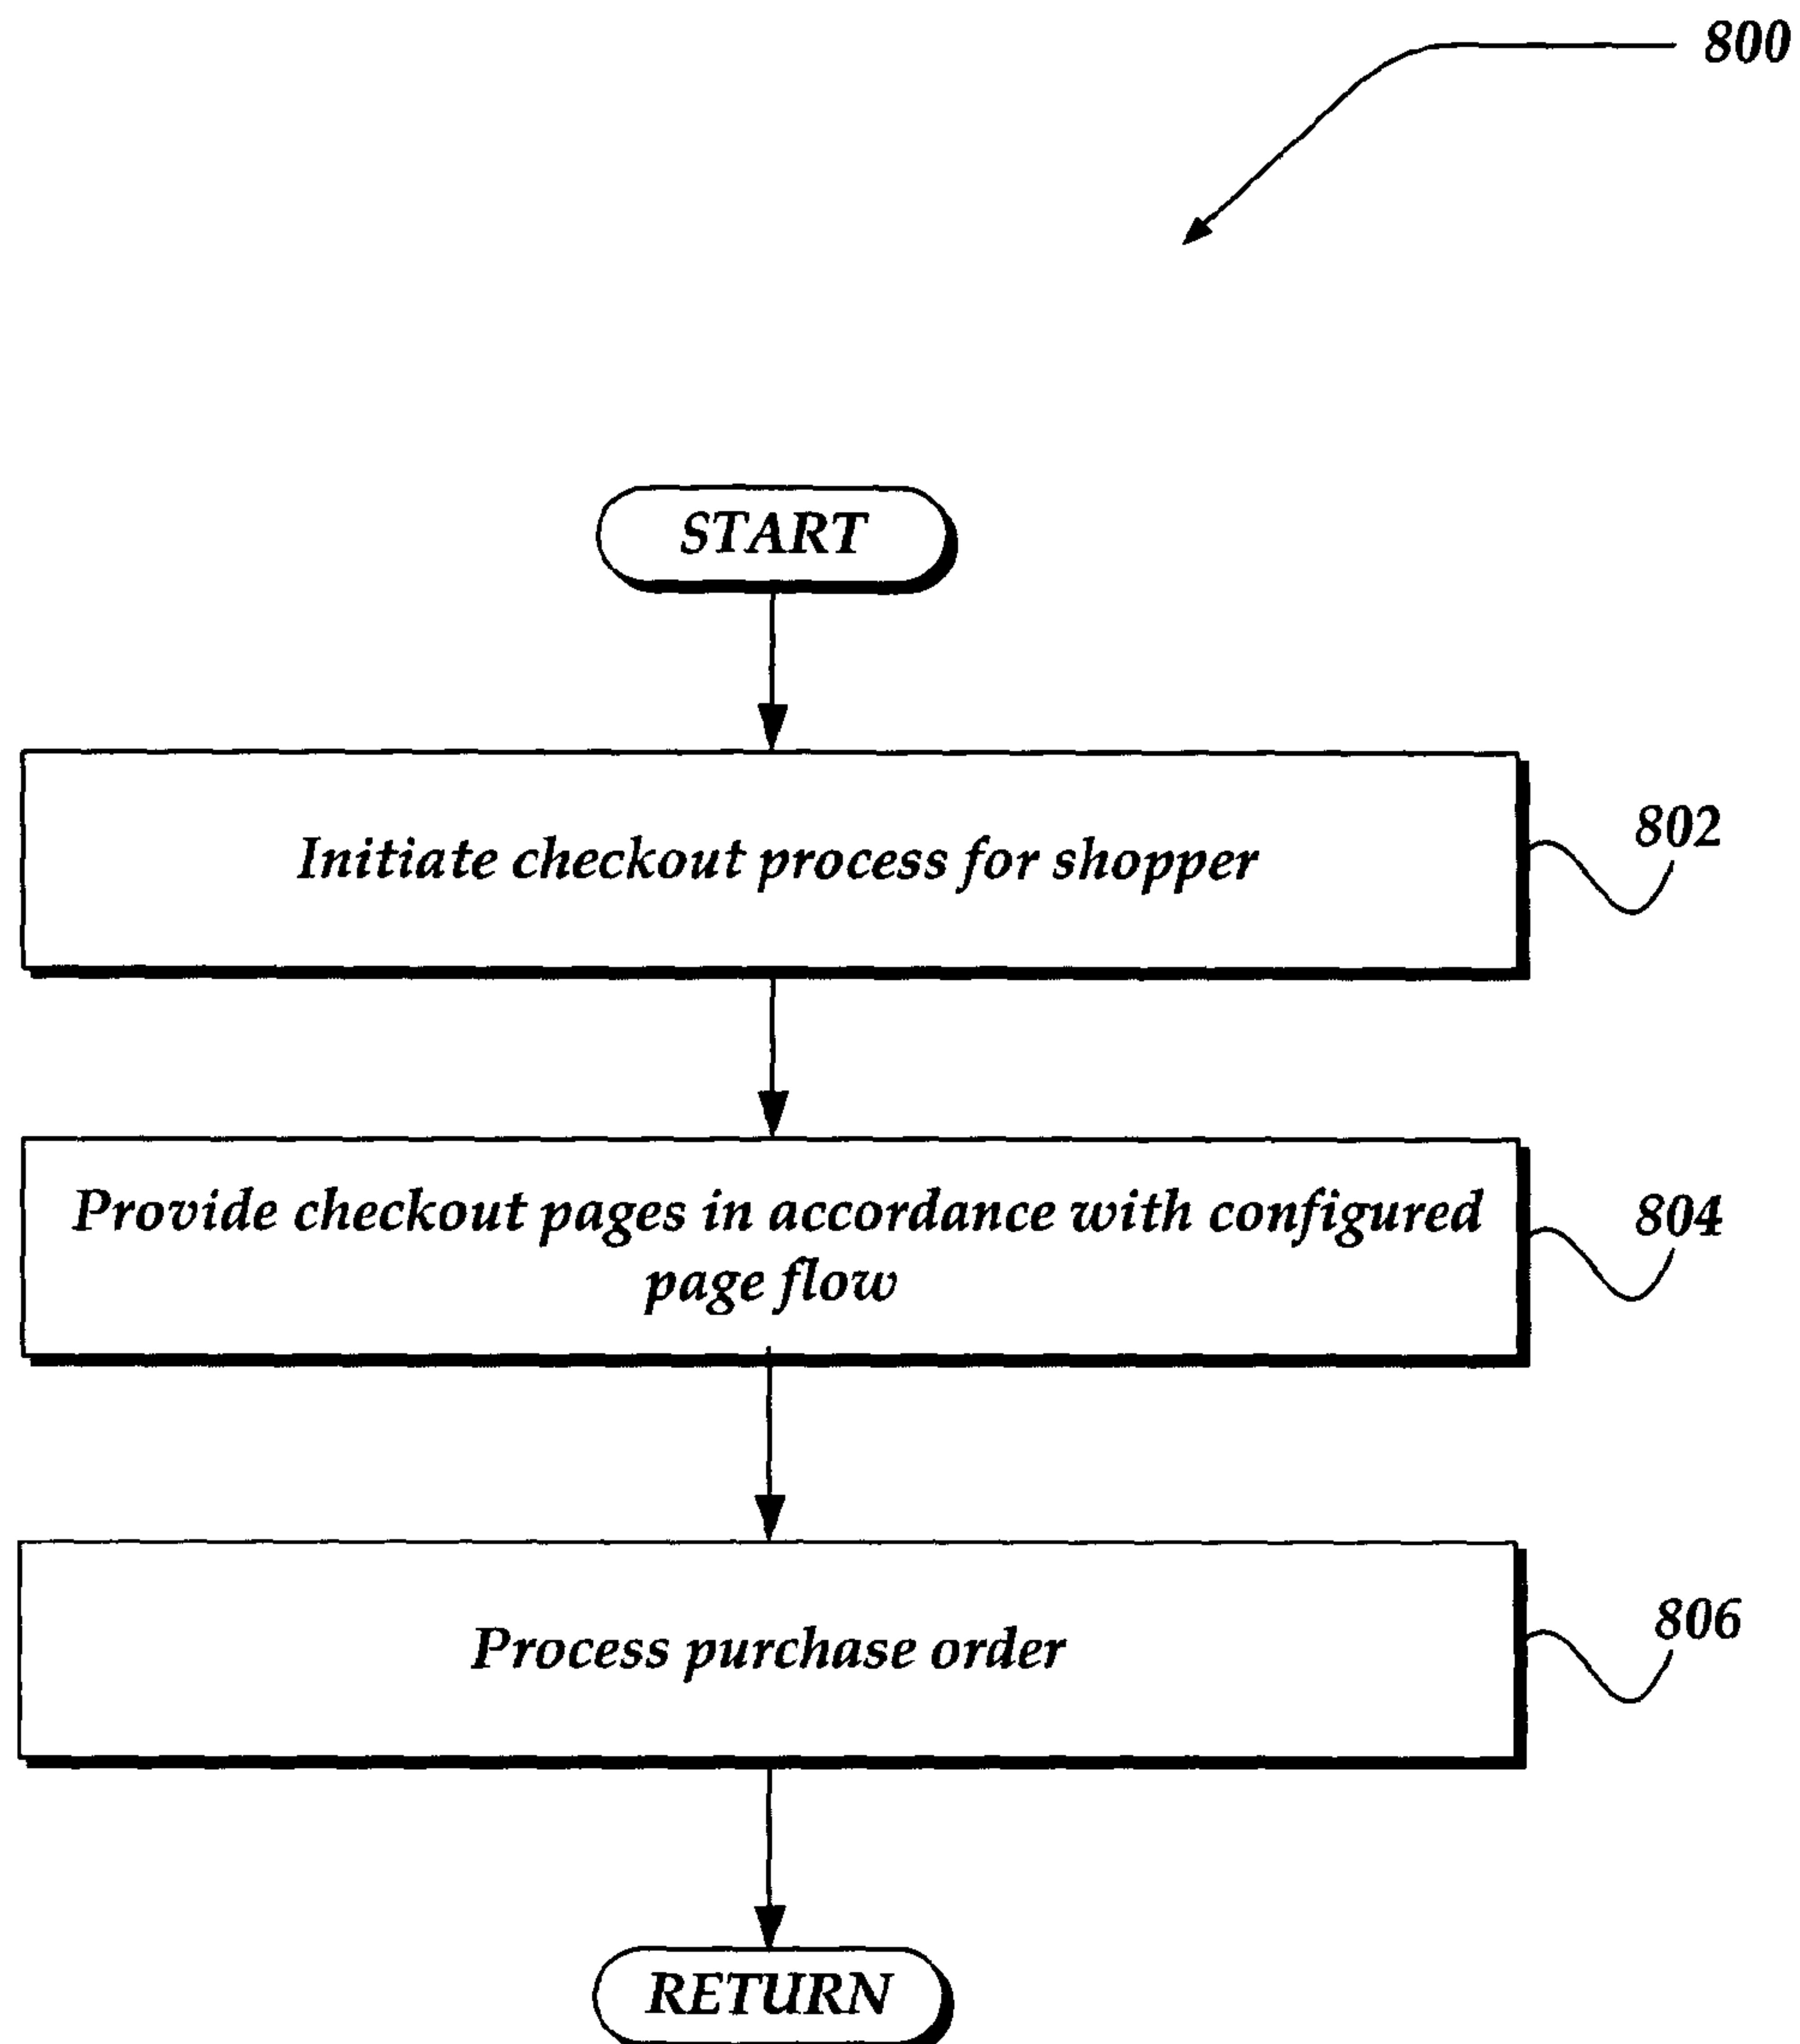 800
START
Initiate checkout process for shopper
802
Provide checkout pages in accordance with configured
page flow
804
Process purchase order
806
RETURN